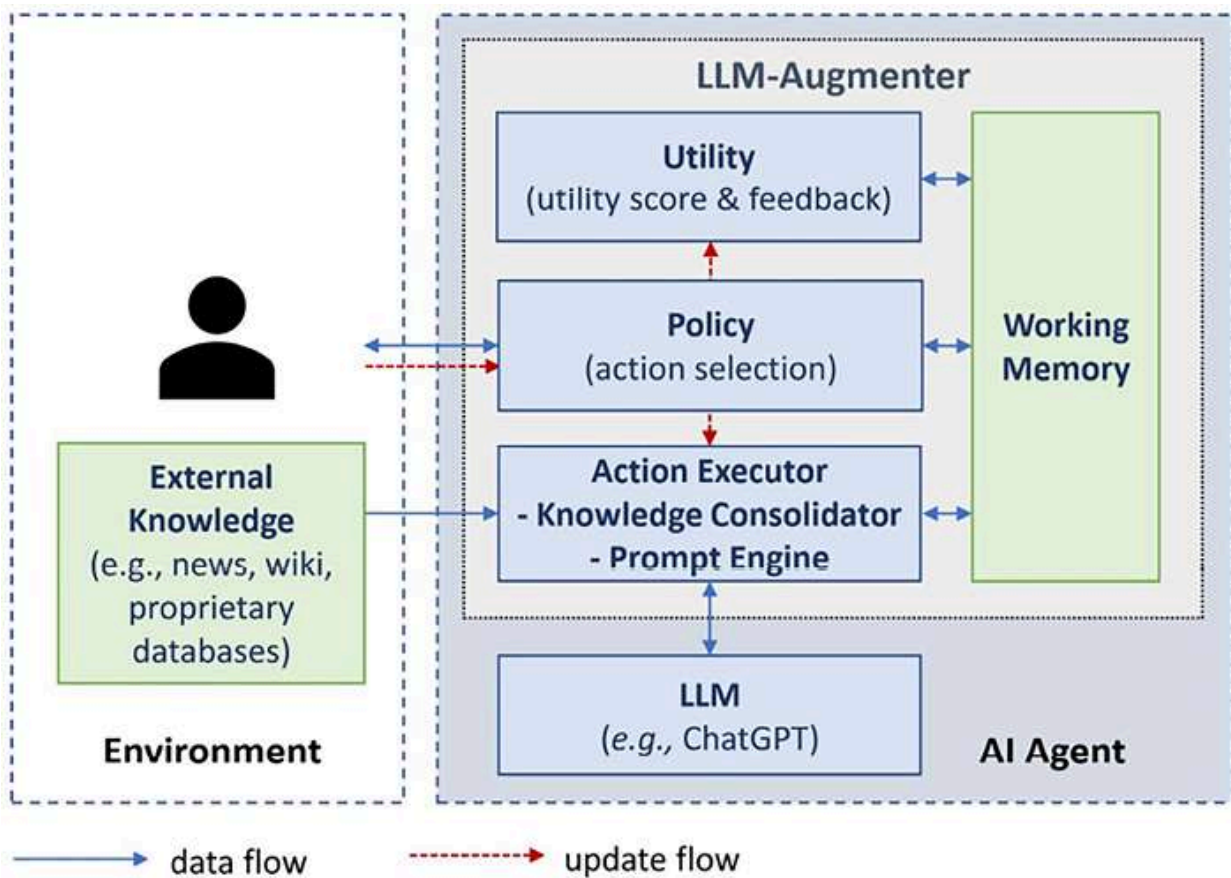 LLM-Augmenter
Utility
(utility score & feedback)
Policy
(action selection)
Working
Memory
External
Knowledge
(e.g., news, wiki,
proprietary
databases)
Action Executor
- Knowledge Consolidator
- Prompt Engine
LLM
(e.g., ChatGPT)
Environment
AI Agent
data flow
update flow